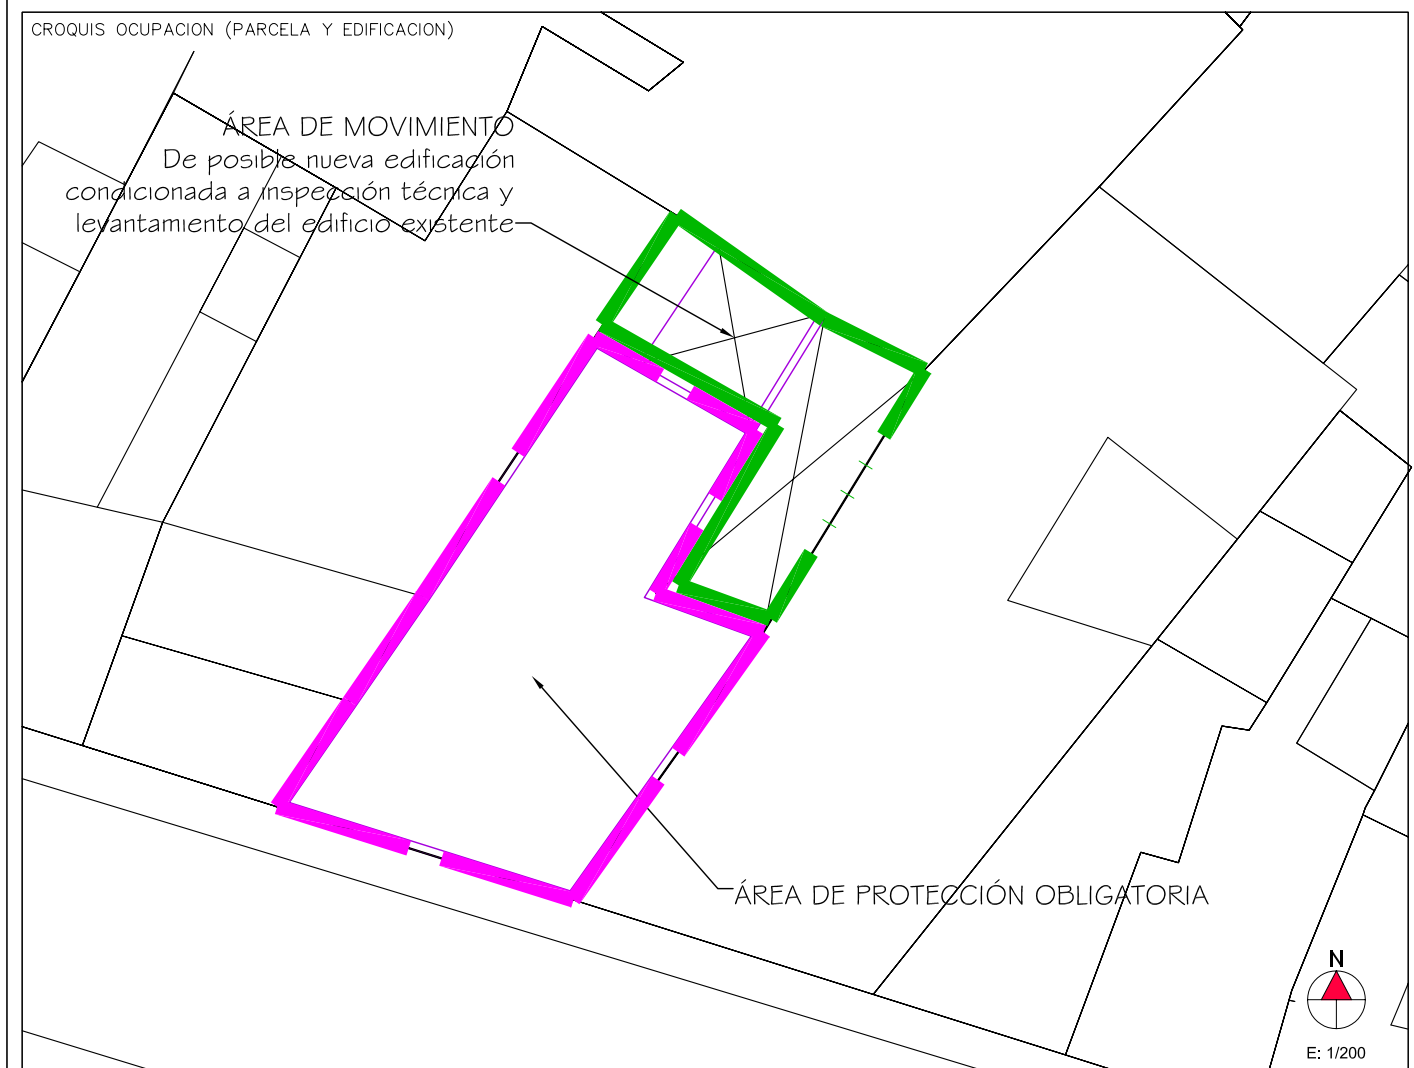 CROQUIS OCUPACION (PARCELA Y EDIFICACION)
ÁREA DE MOVIMIENTO
De posible nueva edificación
condicionada a inspección técnica y
levantamiento del edificio existente
ÁREA DE PROTECCIÓN OBLIGATORIA
N
E: 1/200